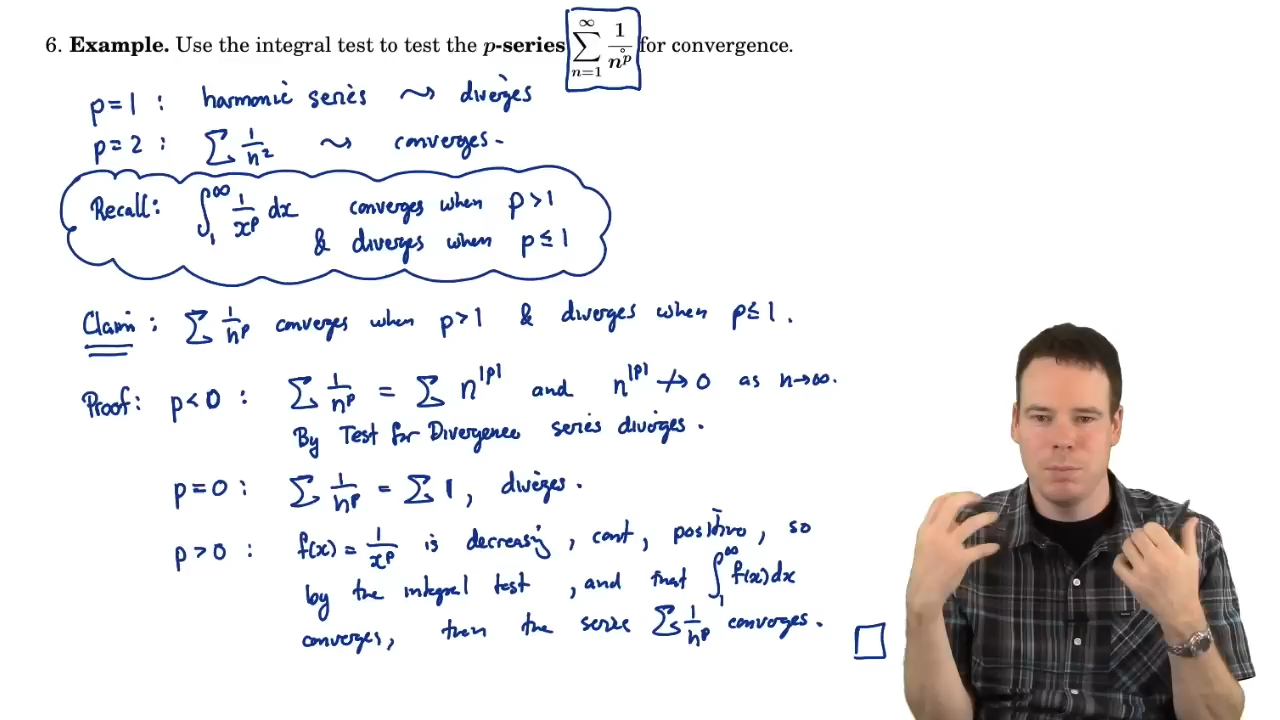 6. Example. Use the integral test to test the p-series ∑_{n=1}^{∞} 1/n^p for convergence.
p=1 : harmonic series ⇝ diverges
p=2 : ∑ 1/n² ⇝ converges.
Recall: ∫_1^∞ 1/x^p dx converges when p>1
& diverges when p≤1
Claim : ∑ 1/n^p converges when p>1 & diverges when p≤1.
Proof: p<0 : ∑ 1/n^p = ∑ n^|p| and n^|p| ↛ 0 as n→∞.
By Test for Divergence series diverges.
p=0 : ∑ 1/n^p = ∑ 1, diverges.
p>0 : f(x) = 1/x^p is decreasing, cont, positive, so
by the integral test, and that ∫_1^∞ f(x)dx
converges, then the series ∑ 1/n^p converges. □